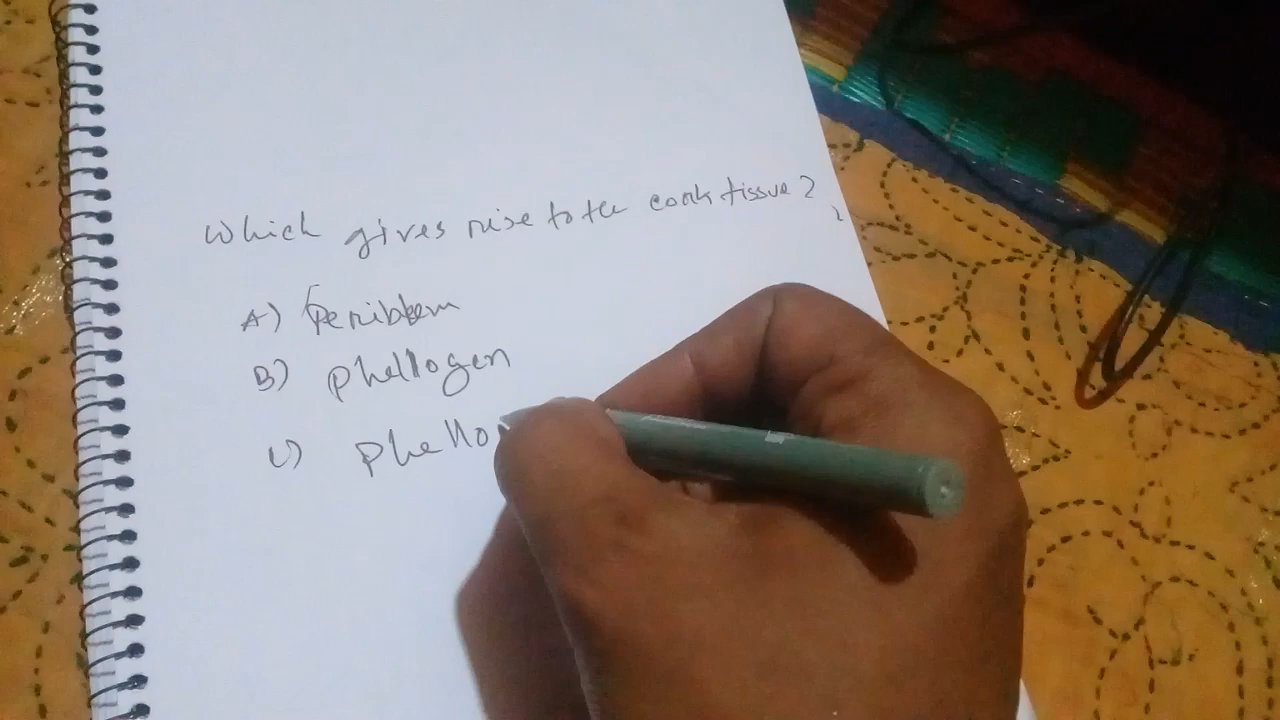 Which gives rise to the cork tissue?
A) Periblem
B) phellogen
C) phello